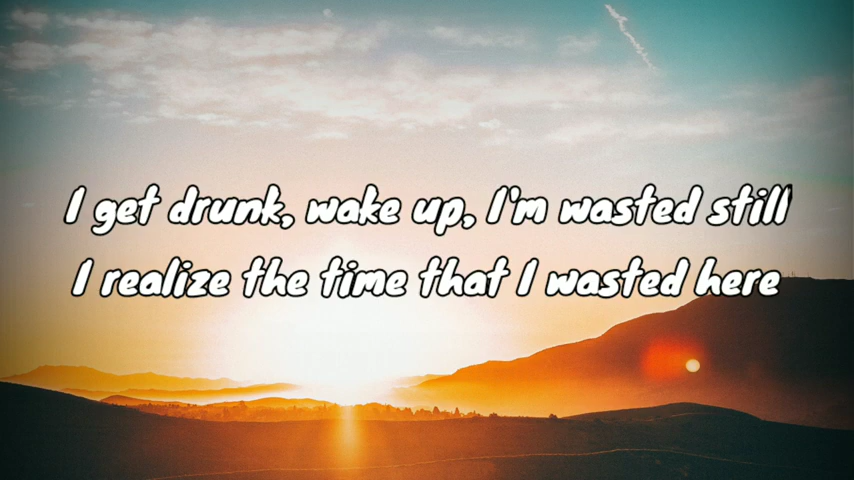 I get drunk, wake up, I'm wasted still
I realize the time that I wasted here